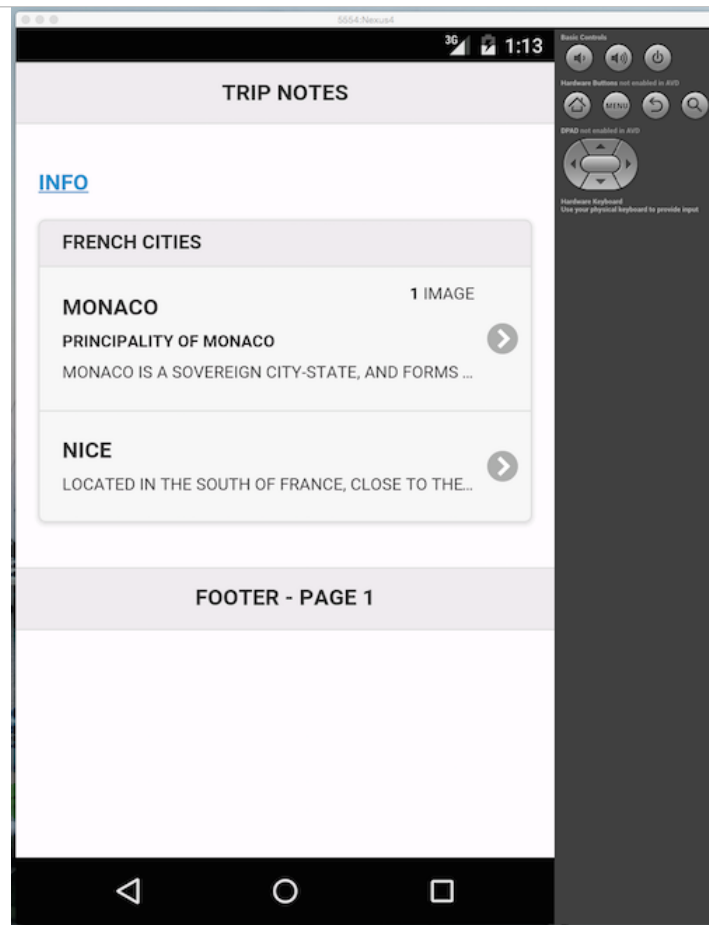 5554:Nexus4
3G 1:13
TRIP NOTES
INFO
FRENCH CITIES
1 IMAGE
MONACO
PRINCIPALITY OF MONACO
MONACO IS A SOVEREIGN CITY-STATE, AND FORMS ...
NICE
LOCATED IN THE SOUTH OF FRANCE, CLOSE TO THE...
FOOTER - PAGE 1
Basic Controls
Hardware Buttons not enabled in AVD
MENU
DPAD not enabled in AVD
Hardware Keyboard
Use your physical keyboard to provide input